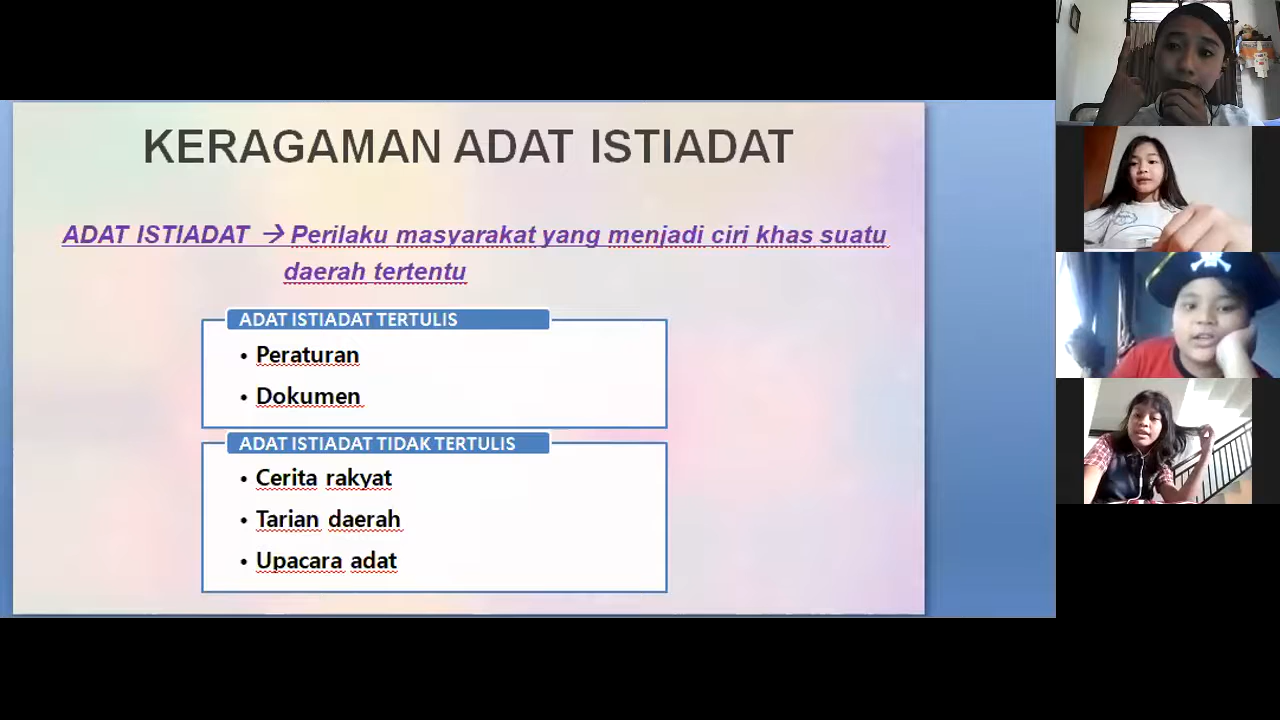 KERAGAMAN ADAT ISTIADAT
ADAT ISTIADAT → Perilaku masyarakat yang menjadi ciri khas suatu
daerah tertentu
ADAT ISTIADAT TERTULIS
• Peraturan
• Dokumen
ADAT ISTIADAT TIDAK TERTULIS
• Cerita rakyat
• Tarian daerah
• Upacara adat